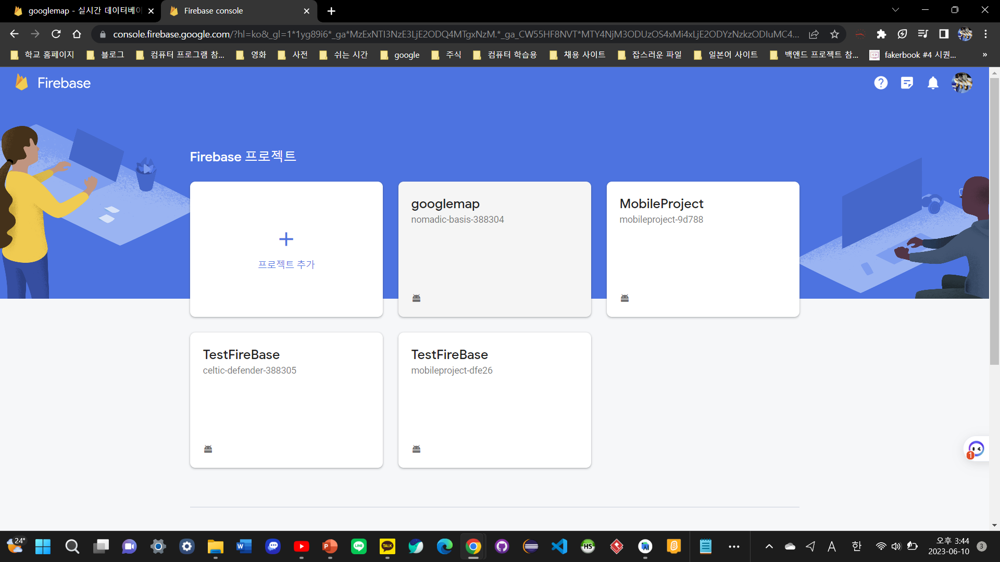 googlemap - 실시간 데이터베이
Firebase console
console.firebase.google.com/?hl=ko&_gl=1*1yg89i6*_ga*MzExNTI3NzE3LjE2ODQ4MTgxNzM.*_ga_CW55HF8NVT*MTY4NjM3ODUzOS4xMi4xLjE2ODYzNzkzODIuMC4...
학교 홈페이지
블로그
컴퓨터 프로그램 참...
영화
사전
쉬는 시간
google
주식
컴퓨터 학습용
채용 사이트
잡스러운 파일
일본어 사이트
백앤드 프로젝트 참...
fakerbook #4 시퀀...
»
Firebase
Firebase 프로젝트
프로젝트 추가
googlemap
nomadic-basis-388304
MobileProject
mobileproject-9d788
TestFireBase
celtic-defender-388305
TestFireBase
mobileproject-dfe26
1
24°
W
P
LINE
TALK
HS
A
한
오후 3:44
2023-06-10
3